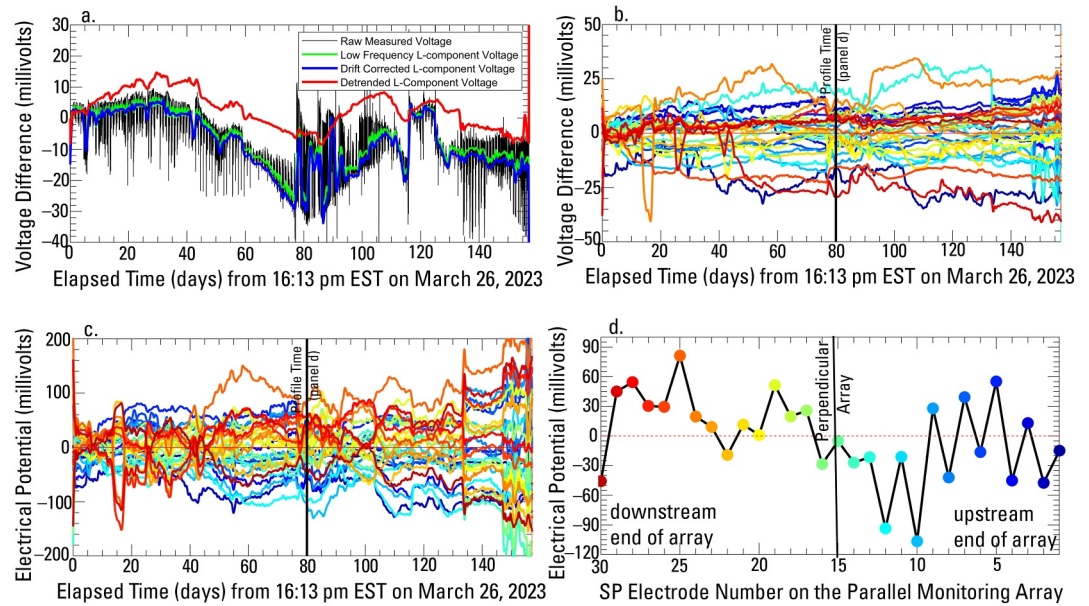 a.
Voltage Difference (millivolts)
30
20
10
0
−10
−20
−30
−40
Raw Measured Voltage
Low Frequency L-component Voltage
Drift Corrected L-component Voltage
Detrended L-Component Voltage
0 20 40 60 80 100 120 140
Elapsed Time (days) from 16:13 pm EST on March 26, 2023
b.
Voltage Difference (millivolts)
50
25
0
−25
−50
Profile Time
(panel d)
0 20 40 60 80 100 120 140
Elapsed Time (days) from 16:13 pm EST on March 26, 2023
c.
Electrical Potential (millivolts)
200
100
0
−100
−200
Profile Time
(panel d)
0 20 40 60 80 100 120 140
Elapsed Time (days) from 16:13 pm EST on March 26, 2023
d.
Electrical Potential (millivolts)
90
60
30
0
−30
−60
−90
−120
Perpendicular
Array
downstream
end of array
upstream
end of array
30 25 20 15 10 5
SP Electrode Number on the Parallel Monitoring Array